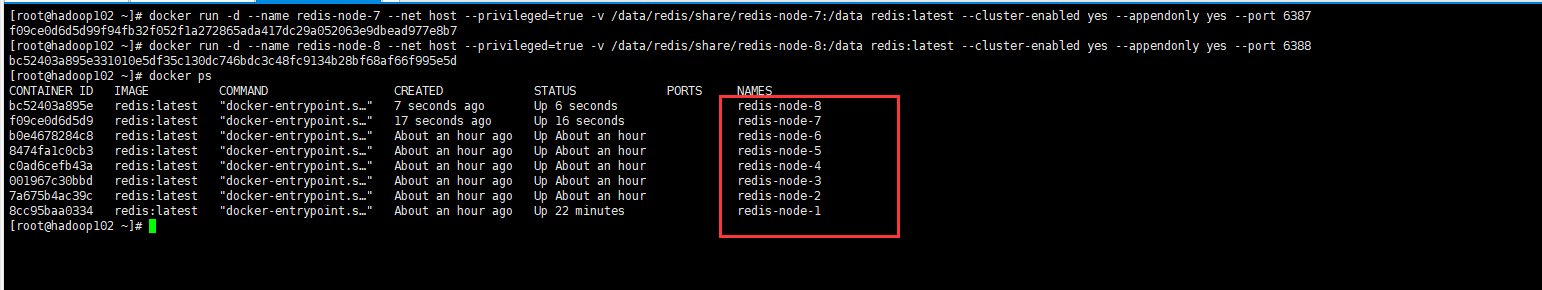 [root@hadoop102 ~]# docker run -d --name redis-node-7 --net host --privileged=true -v /data/redis/share/redis-node-7:/data redis:latest --cluster-enabled yes --appendonly yes --port 6387
f09ce0d6d5d99f94fb32f052f1a272865ada417dc29a052063e9dbead977e8b7
[root@hadoop102 ~]# docker run -d --name redis-node-8 --net host --privileged=true -v /data/redis/share/redis-node-8:/data redis:latest --cluster-enabled yes --appendonly yes --port 6388
bc52403a895e331010e5df35c130dc746bdc3c48fc9134b28bf68af66f995e5d
[root@hadoop102 ~]# docker ps
CONTAINER ID   IMAGE          COMMAND                  CREATED             STATUS             PORTS     NAMES
bc52403a895e   redis:latest   "docker-entrypoint.s…"   7 seconds ago       Up 6 seconds                 redis-node-8
f09ce0d6d5d9   redis:latest   "docker-entrypoint.s…"   17 seconds ago      Up 16 seconds                redis-node-7
b0e4678284c8   redis:latest   "docker-entrypoint.s…"   About an hour ago   Up About an hour             redis-node-6
8474fa1c0cb3   redis:latest   "docker-entrypoint.s…"   About an hour ago   Up About an hour             redis-node-5
c0ad6cefb43a   redis:latest   "docker-entrypoint.s…"   About an hour ago   Up About an hour             redis-node-4
001967c30bbd   redis:latest   "docker-entrypoint.s…"   About an hour ago   Up About an hour             redis-node-3
7a675b4ac39c   redis:latest   "docker-entrypoint.s…"   About an hour ago   Up About an hour             redis-node-2
8cc95baa0334   redis:latest   "docker-entrypoint.s…"   About an hour ago   Up 22 minutes                redis-node-1
[root@hadoop102 ~]#